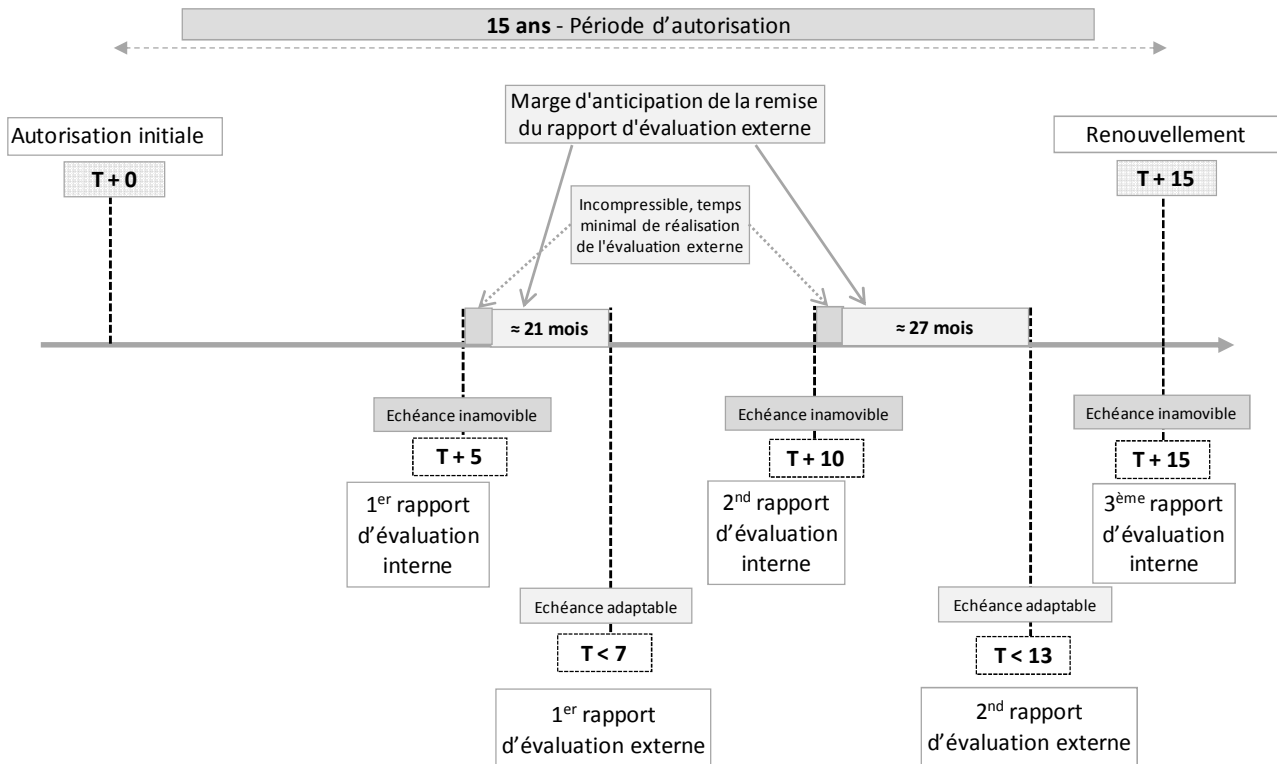 15 ans - Période d'autorisation
Marge d'anticipation de la remise
du rapport d'évaluation externe
Autorisation initiale
T + 0
Renouvellement
T + 15
Incompressible, temps
minimal de réalisation
de l'évaluation externe
≈ 21 mois
≈ 27 mois
Echéance inamovible
T + 5
1er rapport
d'évaluation
interne
Echéance inamovible
T + 10
2nd rapport
d'évaluation
interne
Echéance inamovible
T + 15
3ème rapport
d'évaluation
interne
Echéance adaptable
T < 7
1er rapport
d'évaluation externe
Echéance adaptable
T < 13
2nd rapport
d'évaluation externe